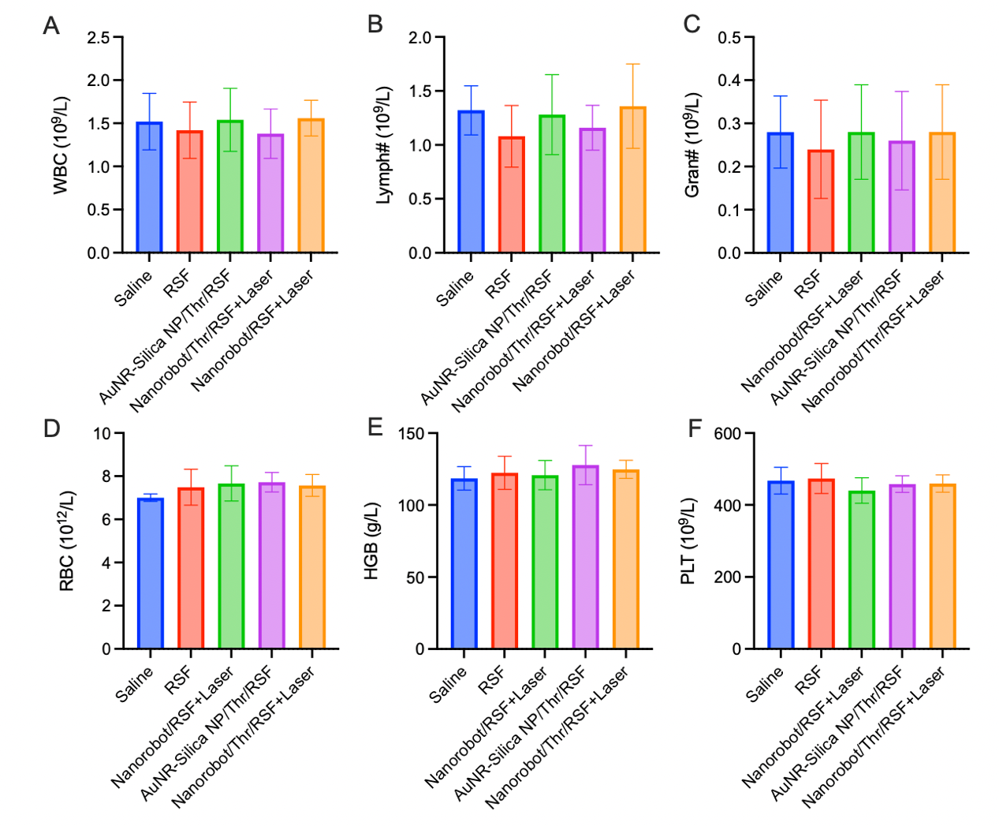 A
WBC (10⁹/L)
2.5
2.0
1.5
1.0
0.5
0.0
Saline
RSF
AuNR-Silica NP/Thr/RSF
Nanorobot/Thr/RSF+Laser
Nanorobot/RSF+Laser
B
Lymph# (10⁹/L)
2.0
1.5
1.0
0.5
0.0
Saline
RSF
AuNR-Silica NP/Thr/RSF
Nanorobot/Thr/RSF+Laser
Nanorobot/RSF+Laser
C
Gran# (10⁹/L)
0.5
0.4
0.3
0.2
0.1
0.0
Saline
RSF
Nanorobot/RSF+Laser
AuNR-Silica NP/Thr/RSF
Nanorobot/Thr/RSF+Laser
D
RBC (10¹²/L)
10
8
6
4
2
0
Saline
RSF
Nanorobot/RSF+Laser
AuNR-Silica NP/Thr/RSF
Nanorobot/Thr/RSF+Laser
E
HGB (g/L)
150
100
50
0
Saline
RSF
Nanorobot/RSF+Laser
AuNR-Silica NP/Thr/RSF
Nanorobot/Thr/RSF+Laser
F
PLT (10⁹/L)
600
400
200
0
Saline
RSF
Nanorobot/RSF+Laser
AuNR-Silica NP/Thr/RSF
Nanorobot/Thr/RSF+Laser